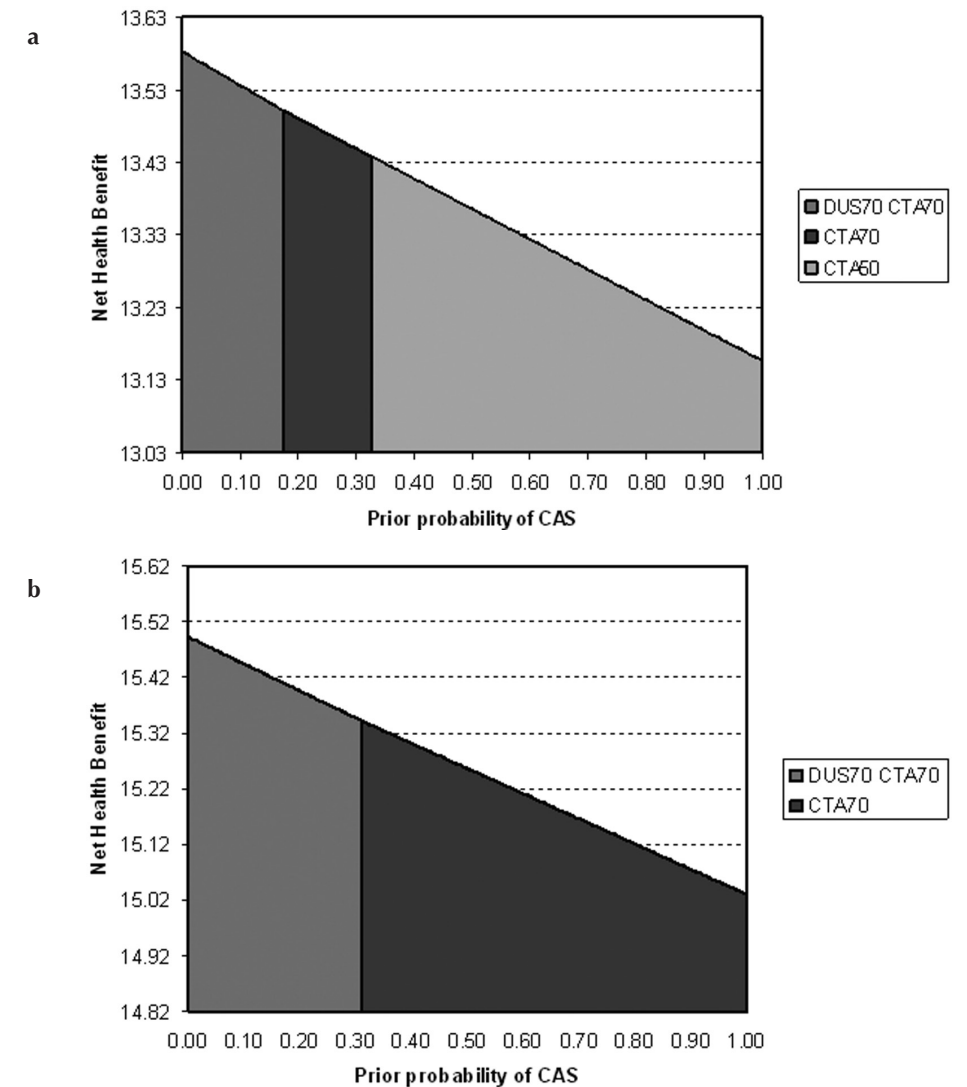 a
13.63
13.53
13.43
13.33
13.23
13.13
13.03
Net Health Benefit
0.00 0.10 0.20 0.30 0.40 0.50 0.60 0.70 0.80 0.90 1.00
Prior probability of CAS
DUS70 CTA70
CTA70
CTA50
b
15.62
15.52
15.42
15.32
15.22
15.12
15.02
14.92
14.82
Net Health Benefit
0.00 0.10 0.20 0.30 0.40 0.50 0.60 0.70 0.80 0.90 1.00
Prior probability of CAS
DUS70 CTA70
CTA70